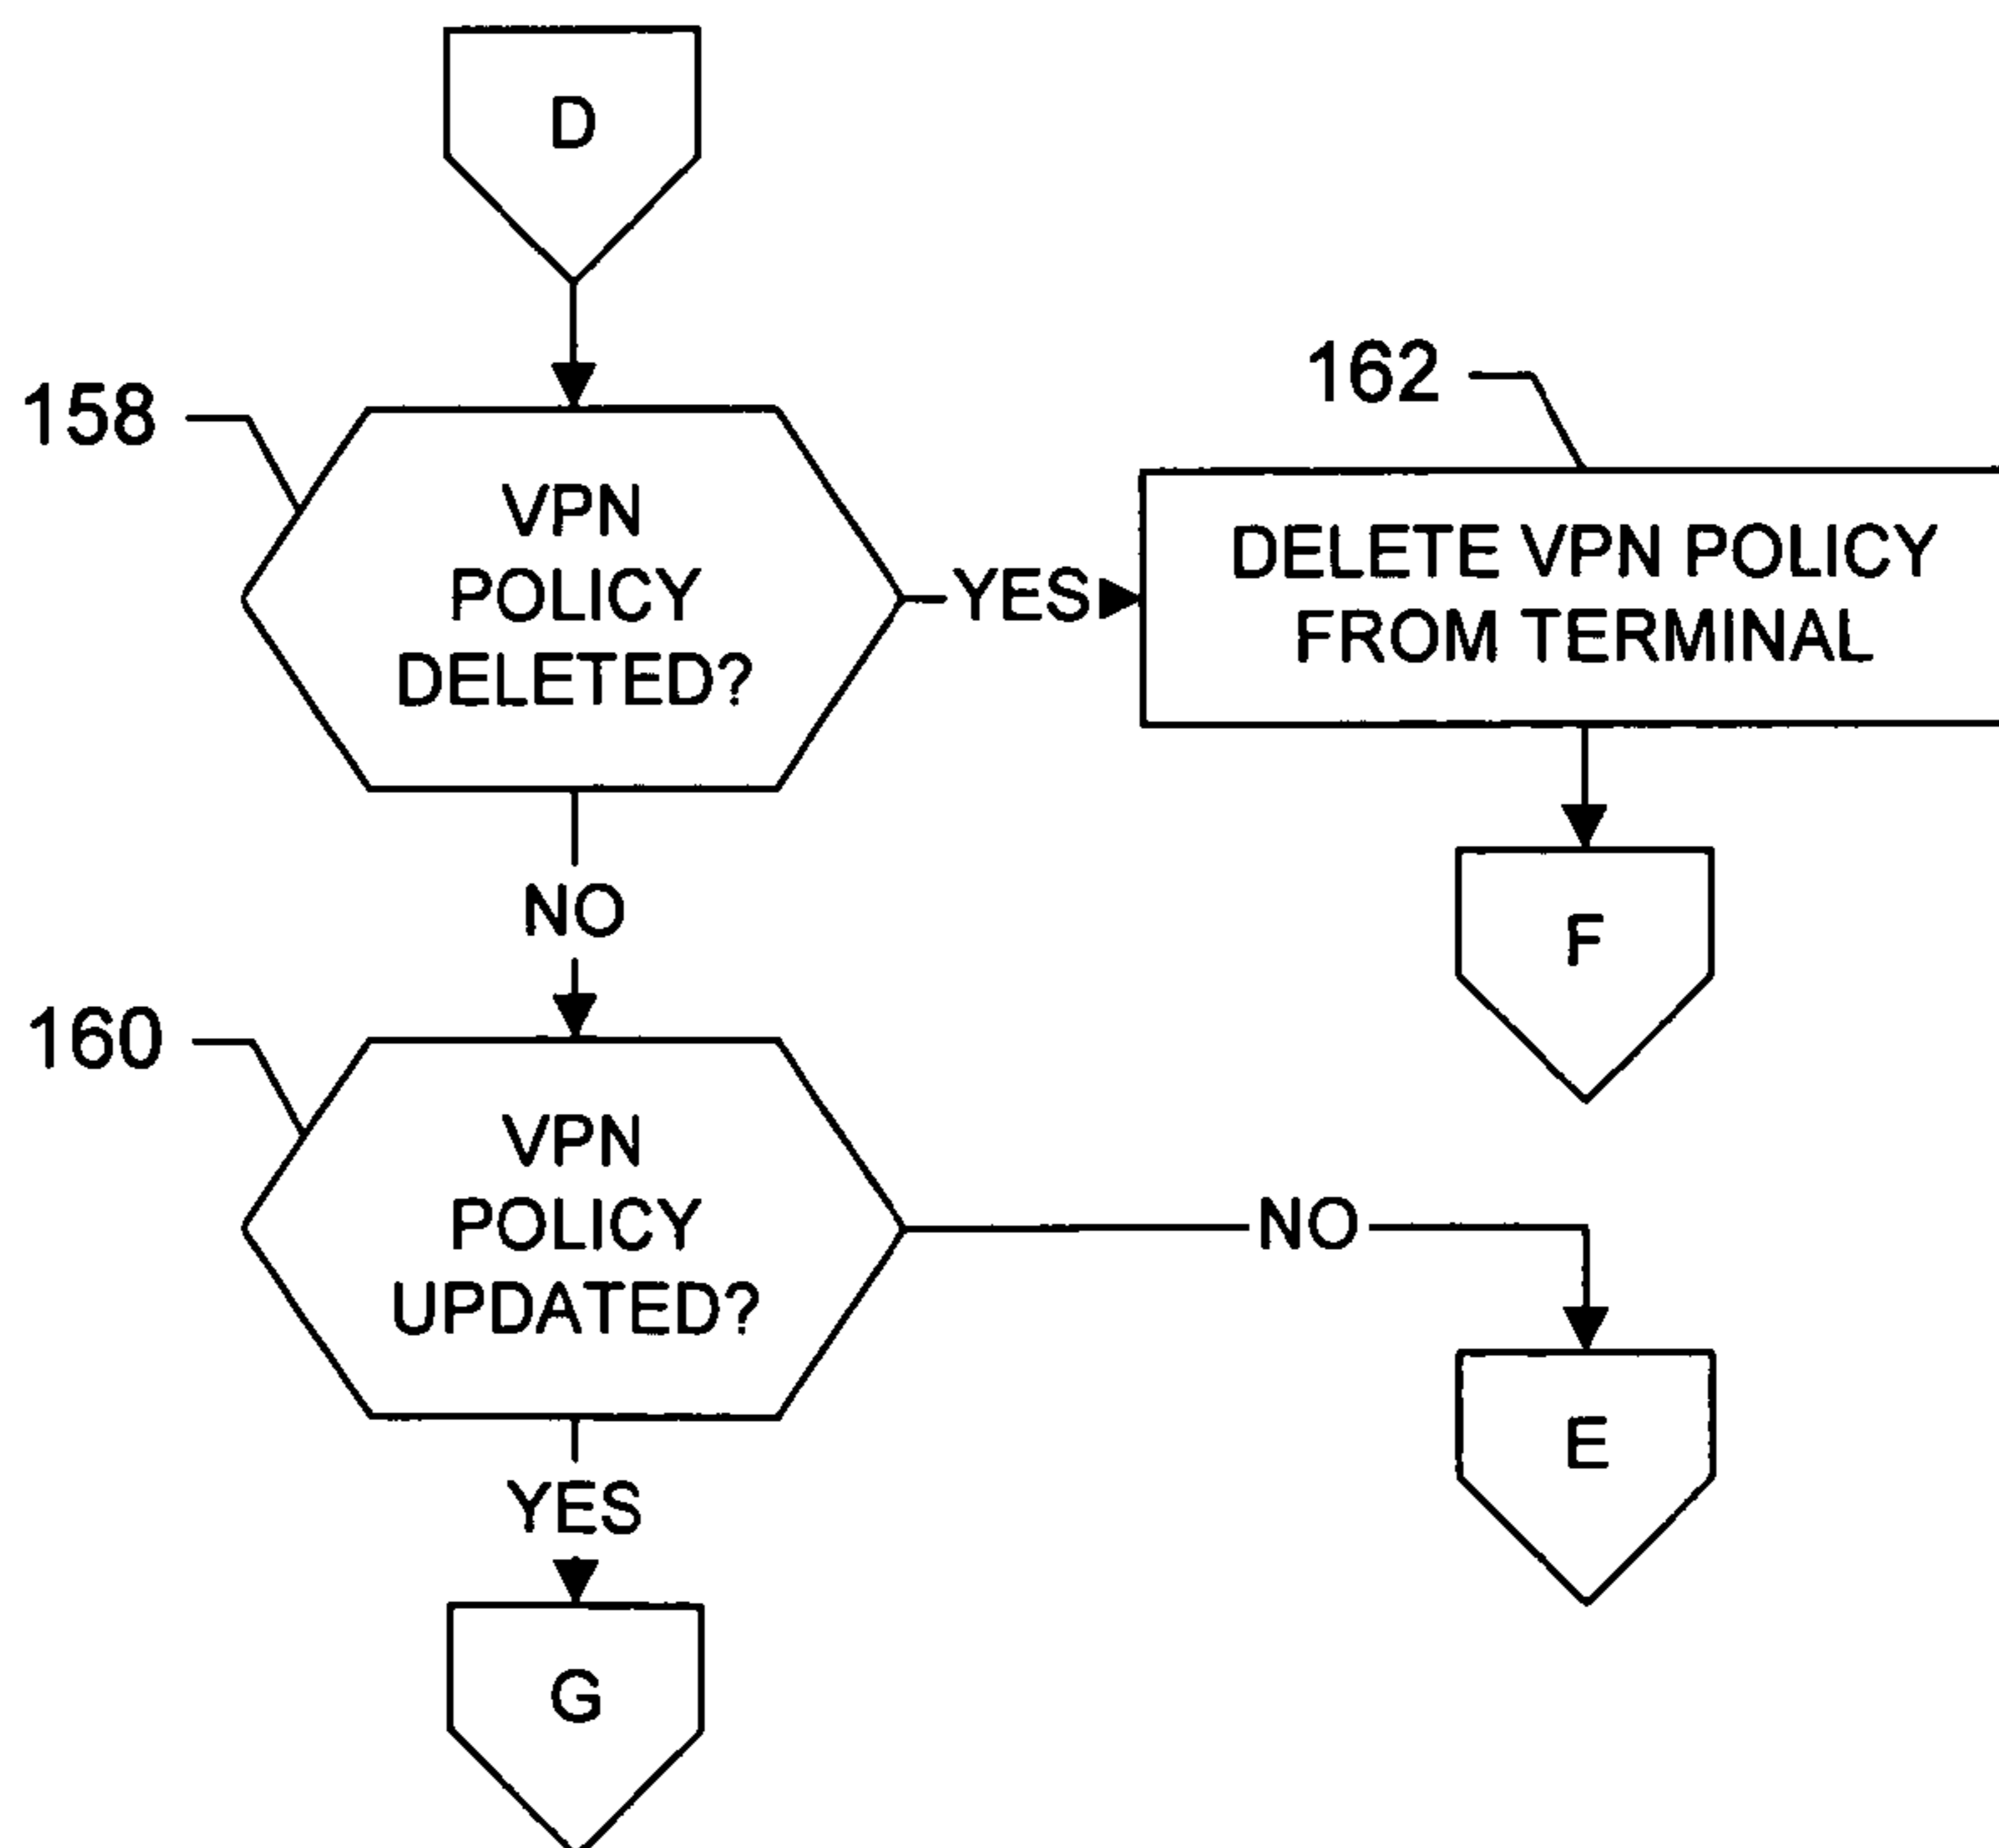 D
158
VPN
POLICY
DELETED?
YES
162
DELETE VPN POLICY
FROM TERMINAL
F
NO
160
VPN
POLICY
UPDATED?
NO
E
YES
G